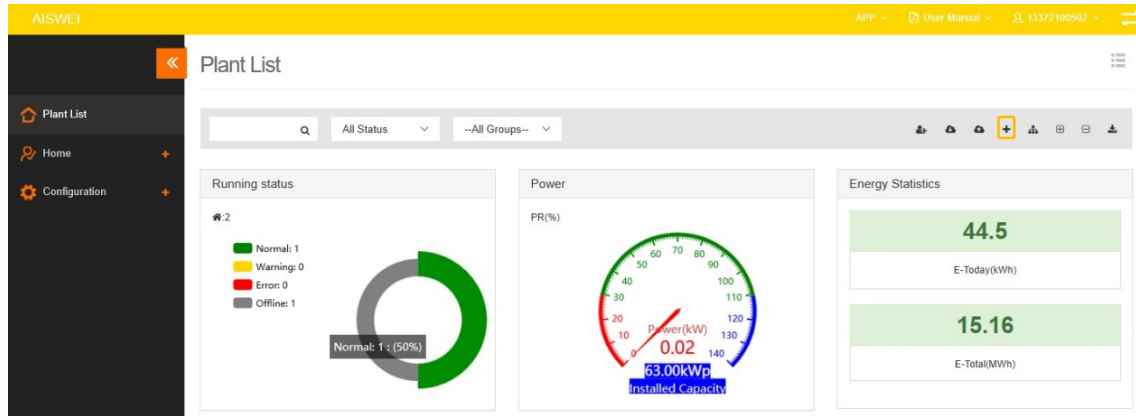 AISWEI
APP
User Manual
13372100502
Plant List
Plant List
Home
Configuration
All Status
--All Groups--
Running status
:2
Normal: 1
Warning: 0
Error: 0
Offline: 1
Normal: 1 : (50%)
Power
PR(%)
0
10
20
30
40
50
60
70
80
90
100
110
120
130
140
Power(kW)
0.02
63.00kWp
Installed Capacity
Energy Statistics
44.5
E-Today(kWh)
15.16
E-Total(MWh)